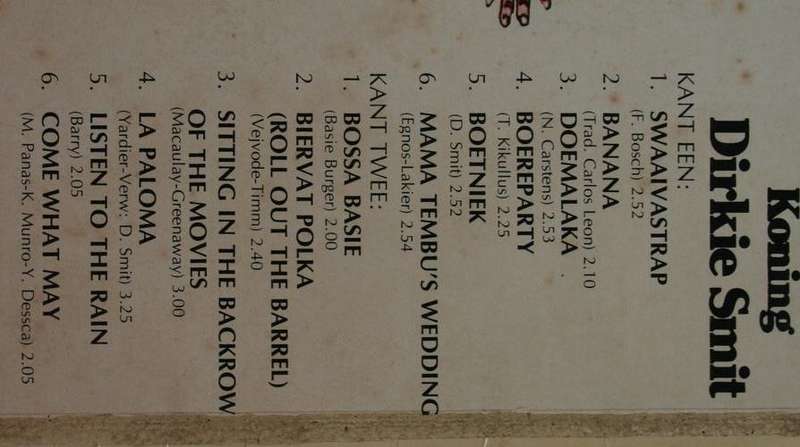 Koning
Dirkie Smit
KANT EEN:
1. SWAAIVASTRAP
(F. Bosch) 2.52
2. BANANA
(Trad. Carlos Leon) 2.10
3. DOEMALAKA
(N. Carstens) 2.53
4. BOEREPARTY
(T. Kikullus) 2.25
5. BOETNIEK
(D. Smit) 2.52
6. MAMA TEMBU'S WEDDING
(Egnos-Lakier) 2.54
KANT TWEE:
1. BOSSA BASIE
(Basie Burger) 2.00
2. BIERVAT POLKA
(ROLL OUT THE BARREL)
(Vejvode-Timm) 2.40
3. SITTING IN THE BACKROW
OF THE MOVIES
(Macaulay-Greenaway) 3.00
4. LA PALOMA
(Yardier-Verw: D. Smit) 3.25
5. LISTEN TO THE RAIN
(Barry) 2.05
6. COME WHAT MAY
(M. Panas-K. Munro-Y. Dessca) 2.05